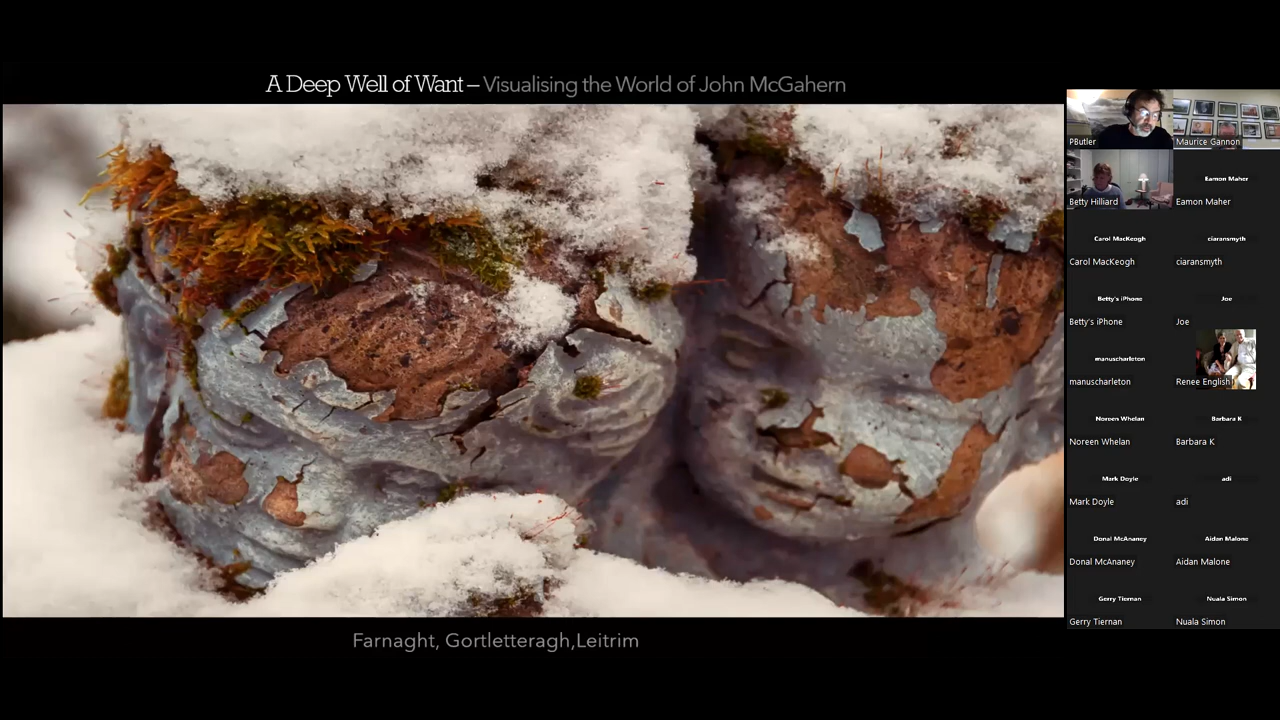 A Deep Well of Want – Visualising the World of John McGahern
PButler
Maurice Gannon
Betty Hilliard
Eamon Maher
Eamon Maher
Carol MacKeogh
ciaransmyth
Carol MacKeogh
ciaransmyth
Betty's iPhone
Joe
Betty's iPhone
Joe
manuscharleton
manuscharleton
Renee English
Noreen Whelan
Barbara K
Noreen Whelan
Barbara K
Mark Doyle
adi
Mark Doyle
adi
Donal McAnaney
Aidan Malone
Donal McAnaney
Aidan Malone
Gerry Tiernan
Nuala Simon
Gerry Tiernan
Nuala Simon
Farnaght, Gortletteragh,Leitrim